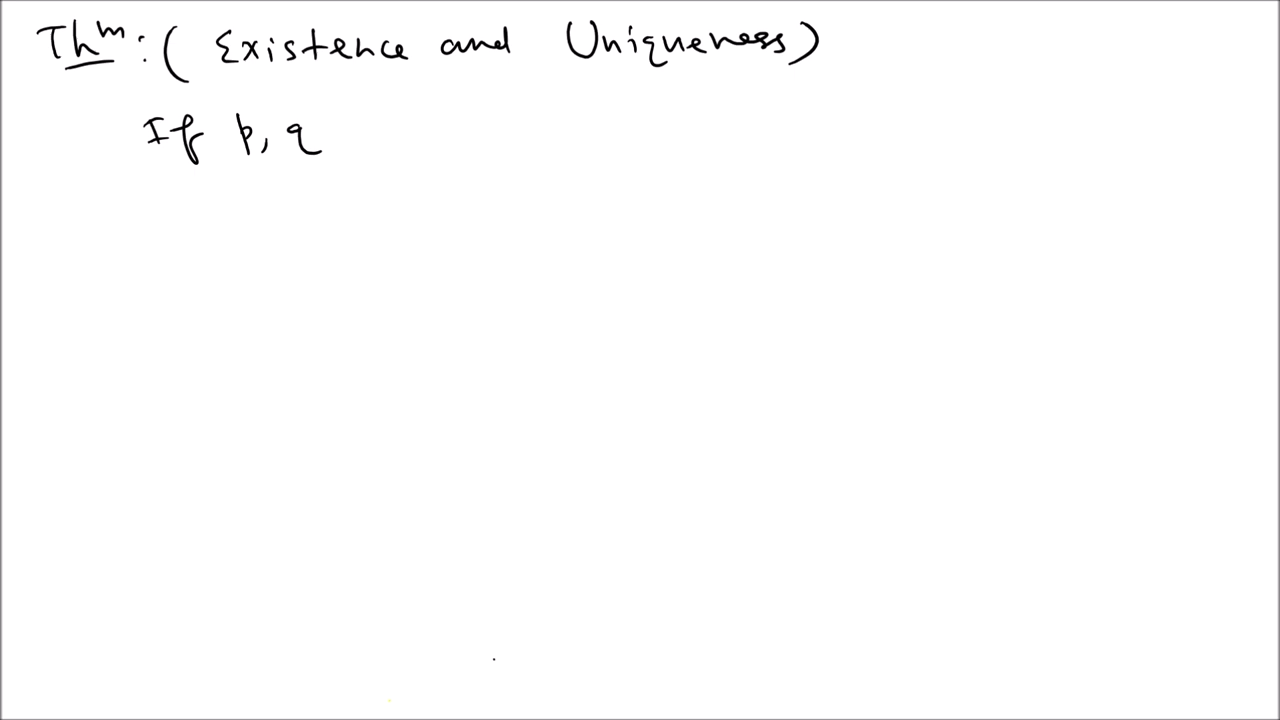 Thᵐ: ( Existence and Uniqueness)
If p, q